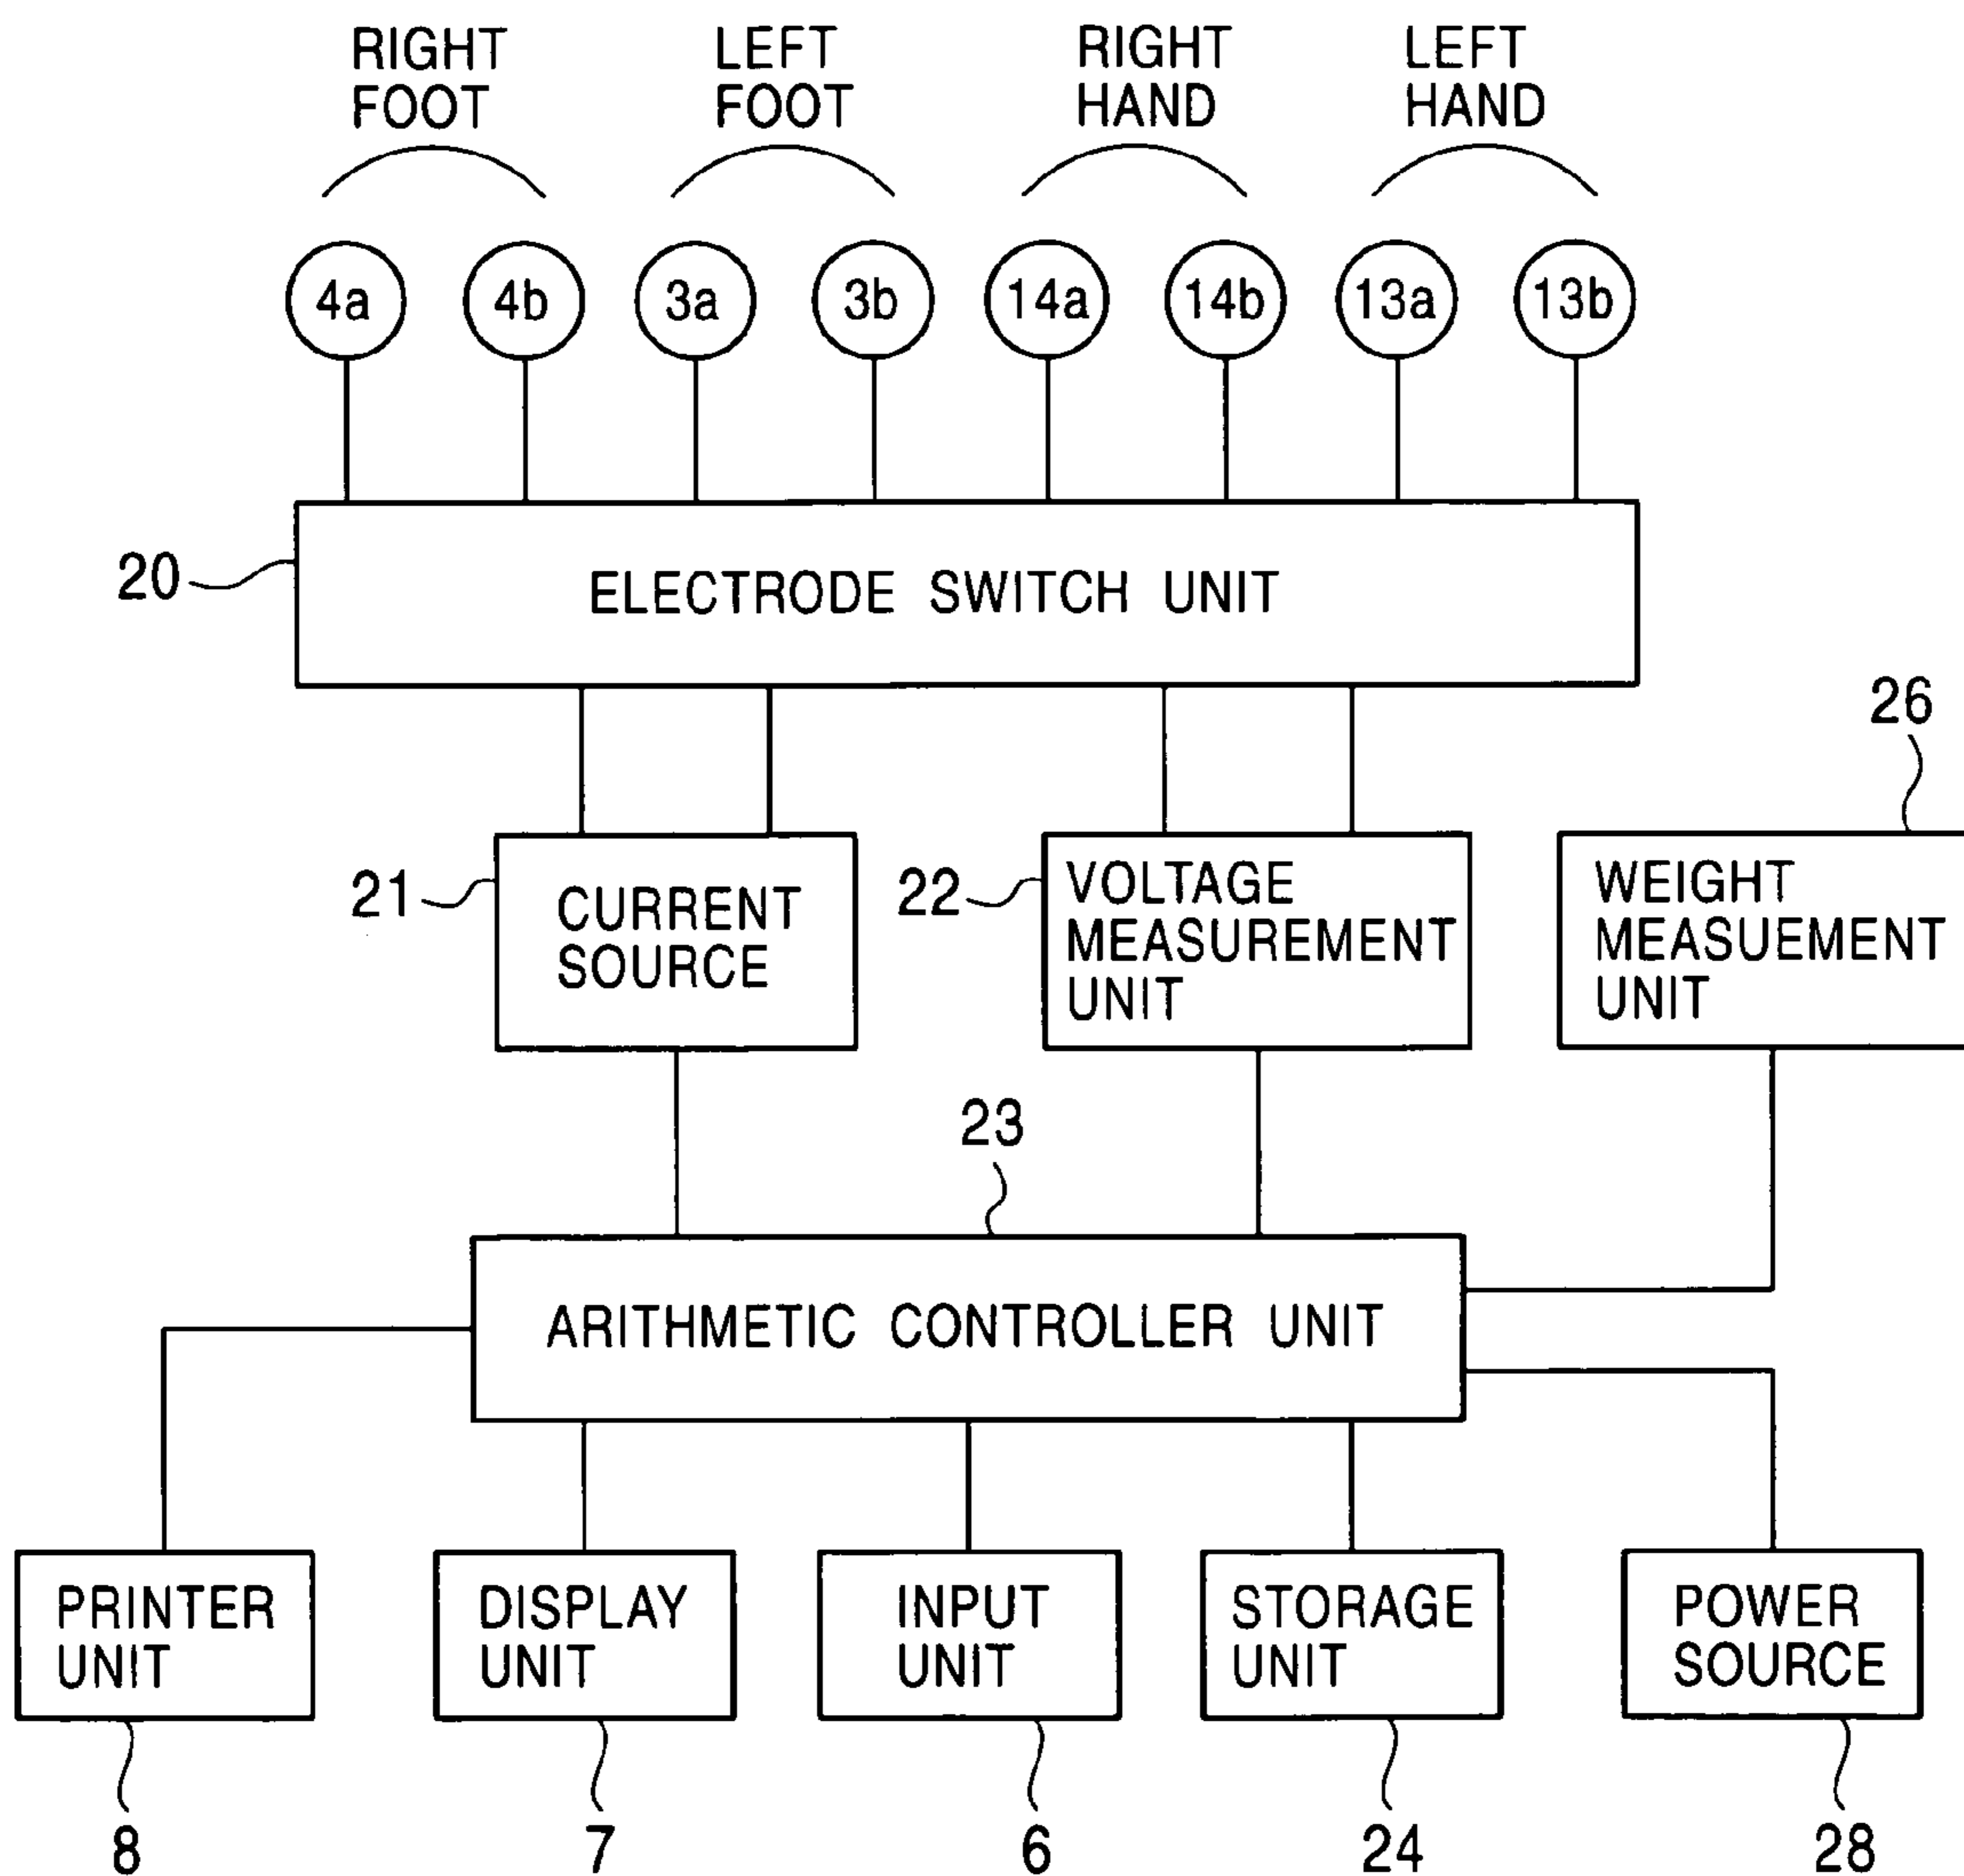 RIGHT
FOOT
LEFT
FOOT
RIGHT
HAND
LEFT
HAND
4a
4b
3a
3b
14a
14b
13a
13b
20
ELECTRODE SWITCH UNIT
26
21
CURRENT
SOURCE
22
VOLTAGE
MEASUREMENT
UNIT
WEIGHT
MEASUEMENT
UNIT
23
ARITHMETIC CONTROLLER UNIT
PRINTER
UNIT
DISPLAY
UNIT
INPUT
UNIT
STORAGE
UNIT
POWER
SOURCE
8
7
6
24
28